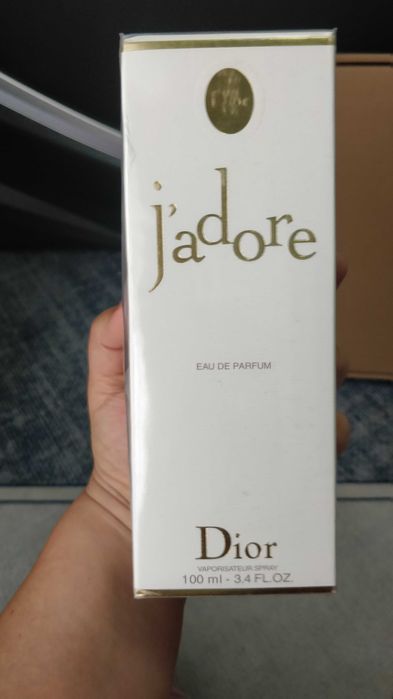 j'adore
EAU DE PARFUM
Dior
VAPORISATEUR SPRAY
100 ml - 3.4 FL.OZ.